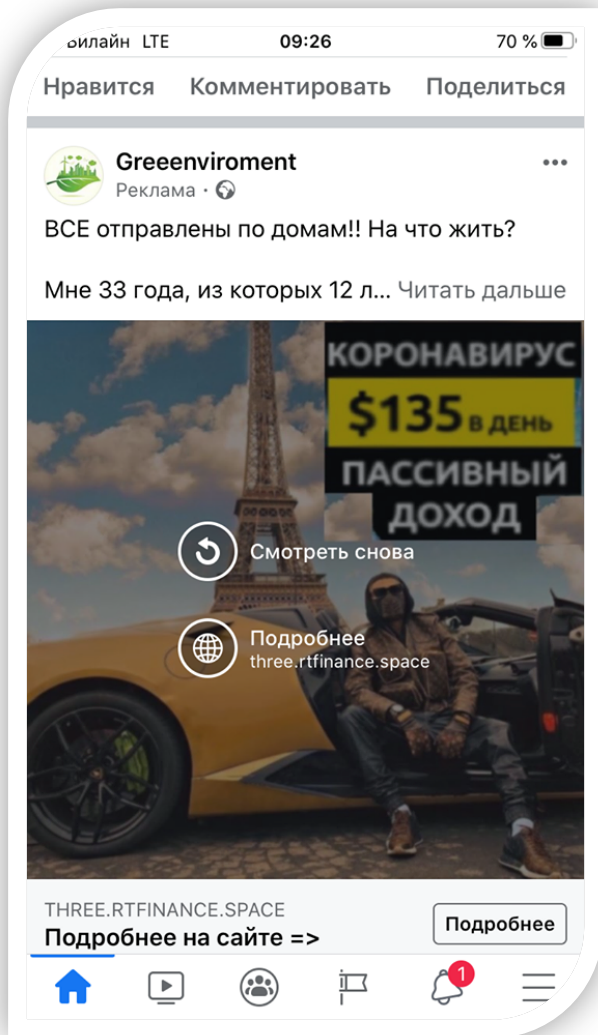 Билайн LTE 09:26 70 %
Нравится Комментировать Поделиться
Greeenviroment
Реклама ·
ВСЕ отправлены по домам!! На что жить?
Мне 33 года, из которых 12 л... Читать дальше
КОРОНАВИРУС
$135 в день
ПАССИВНЫЙ
ДОХОД
Смотреть снова
Подробнее
three.rtfinance.space
THREE.RTFINANCE.SPACE
Подробнее на сайте =>
Подробнее
1